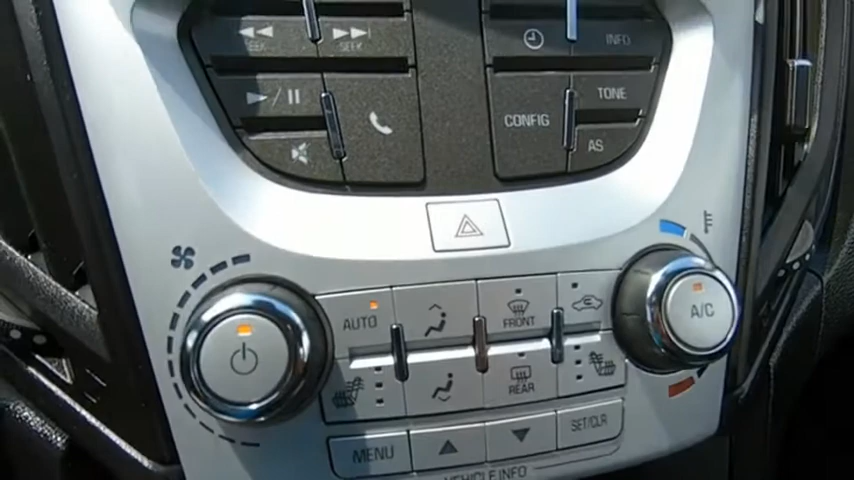 SEEK SEEK INFO
CONFIG TONE
AS
AUTO FRONT A/C
REAR
MENU SET/CLR
VEHICLE INFO